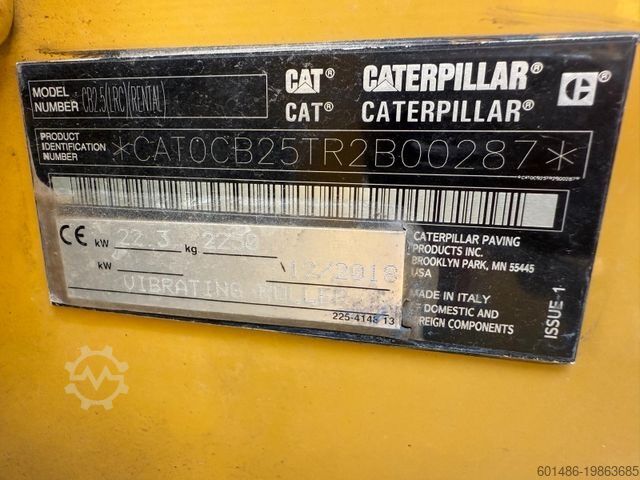 MODEL NUMBER CB2.5(LRC)(RENTAL)
CAT® CATERPILLAR®
CAT® CATERPILLAR®
PRODUCT IDENTIFICATION NUMBER *CAT0CB25TR2B00287*
*CAT0CB25TR2B00287*
CE kW 22.3 kg 2250
kW 12/2019
VIBRATING ROLLER
225-4148 13
CATERPILLAR PAVING
PRODUCTS INC.
BROOKLYN PARK, MN 55445
USA
MADE IN ITALY
OF DOMESTIC AND
FOREIGN COMPONENTS
ISSUE 1
601486-19863685